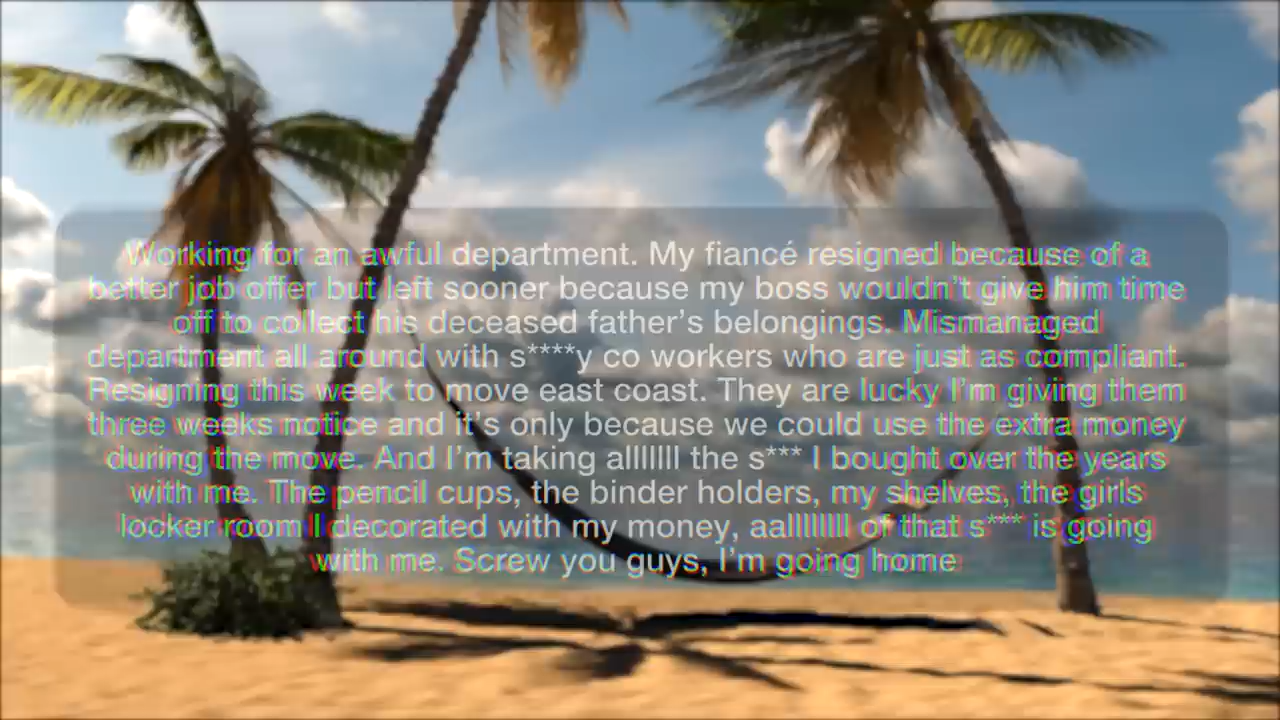 Working for an awful department. My fiancé resigned because of a
better job offer but left sooner because my boss wouldn't give him time
off to collect his deceased father's belongings. Mismanaged
department all around with s****y co workers who are just as compliant.
Resigning this week to move east coast. They are lucky I'm giving them
three weeks notice and it's only because we could use the extra money
during the move. And I'm taking alllllll the s*** I bought over the years
with me. The pencil cups, the binder holders, my shelves, the girls
locker room I decorated with my money, aallllllll of that s*** is going
with me. Screw you guys, I'm going home